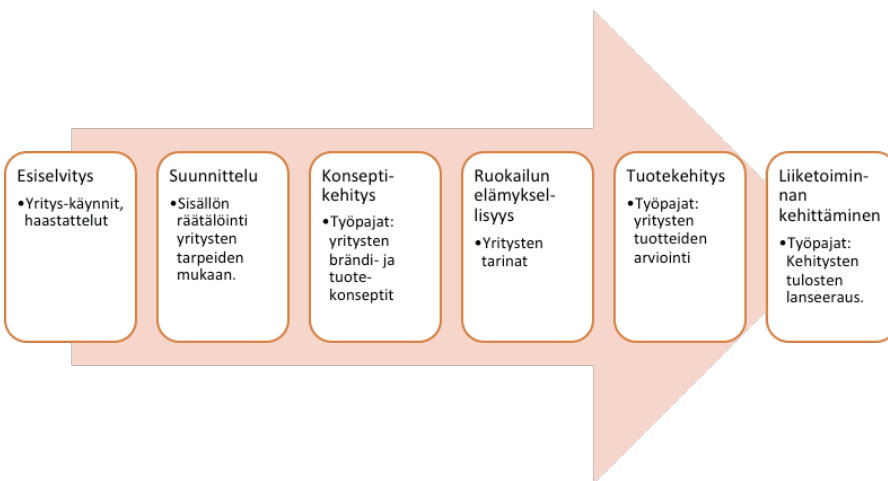 Esiselvitys
•Yritys-käynnit,
haastattelut
Suunnittelu
•Sisällön
räätälöinti
yritysten
tarpeiden
mukaan.
Konsepti-
kehitys
•Työpajat:
yritysten
brändi- ja
tuote-
konseptit
Ruokailun
elämyksel-
lisyys
•Yritysten
tarinat
Tuotekehitys
•Työpajat:
yritysten
tuotteiden
arviointi
Liiketoimin-
nan
kehittäminen
•Työpajat:
Kehitysten
tulosten
lanseeraus.